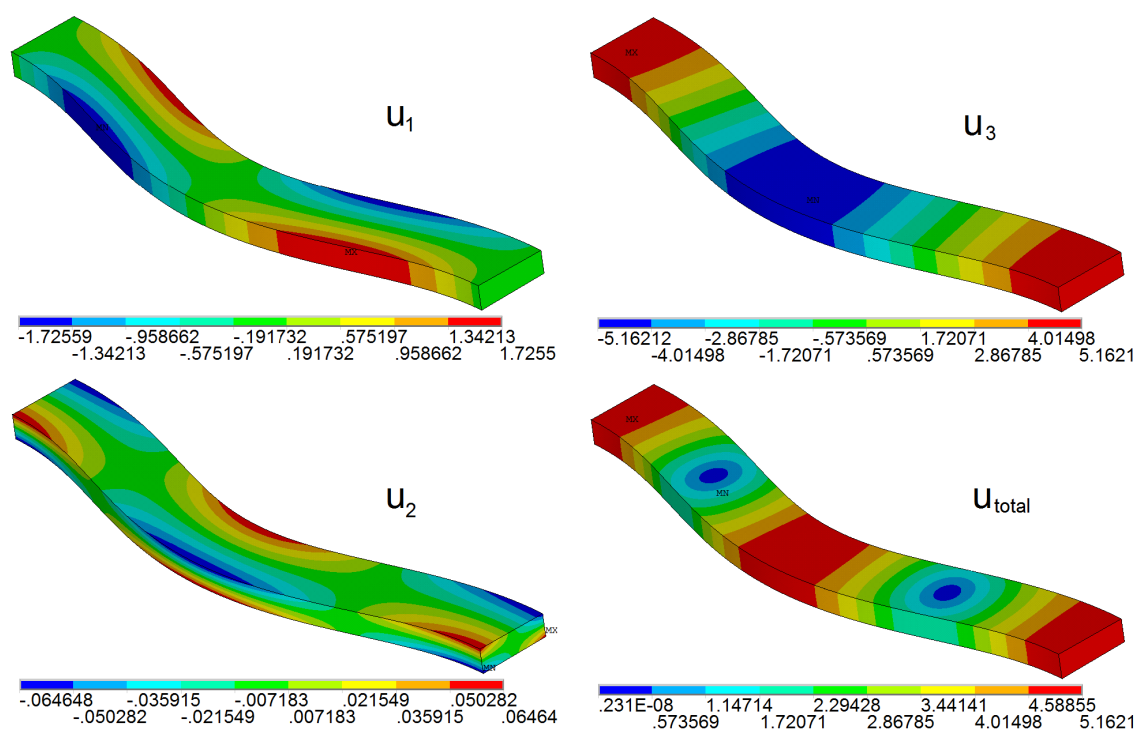 MX
u1
-1.72559 -.958662 -.191732 .575197 1.34213
-1.34213 -.575197 .191732 .958662 1.7255
MX
MN
u3
-5.16212 -2.86785 -.573569 1.72071 4.01498
-4.01498 -1.72071 .573569 2.86785 5.1621
u2
MX
MN
-.064648 -.035915 -.007183 .021549 .050282
-.050282 -.021549 .007183 .035915 .06464
MX
MN
utotal
.231E-08 1.14714 2.29428 3.44141 4.58855
.573569 1.72071 2.86785 4.01498 5.1621